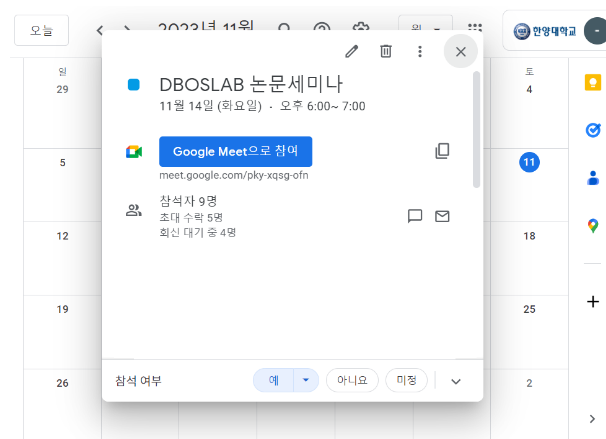 오늘
2023년 11월
월
한양대학교
일
토
29
4
DBOSLAB 논문세미나
11월 14일 (화요일) · 오후 6:00~ 7:00
Google Meet으로 참여
meet.google.com/pky-xqsg-ofn
5
11
참석자 9명
초대 수락 5명
회신 대기 중 4명
12
18
19
25
26
2
참석 여부
예
아니요
미정